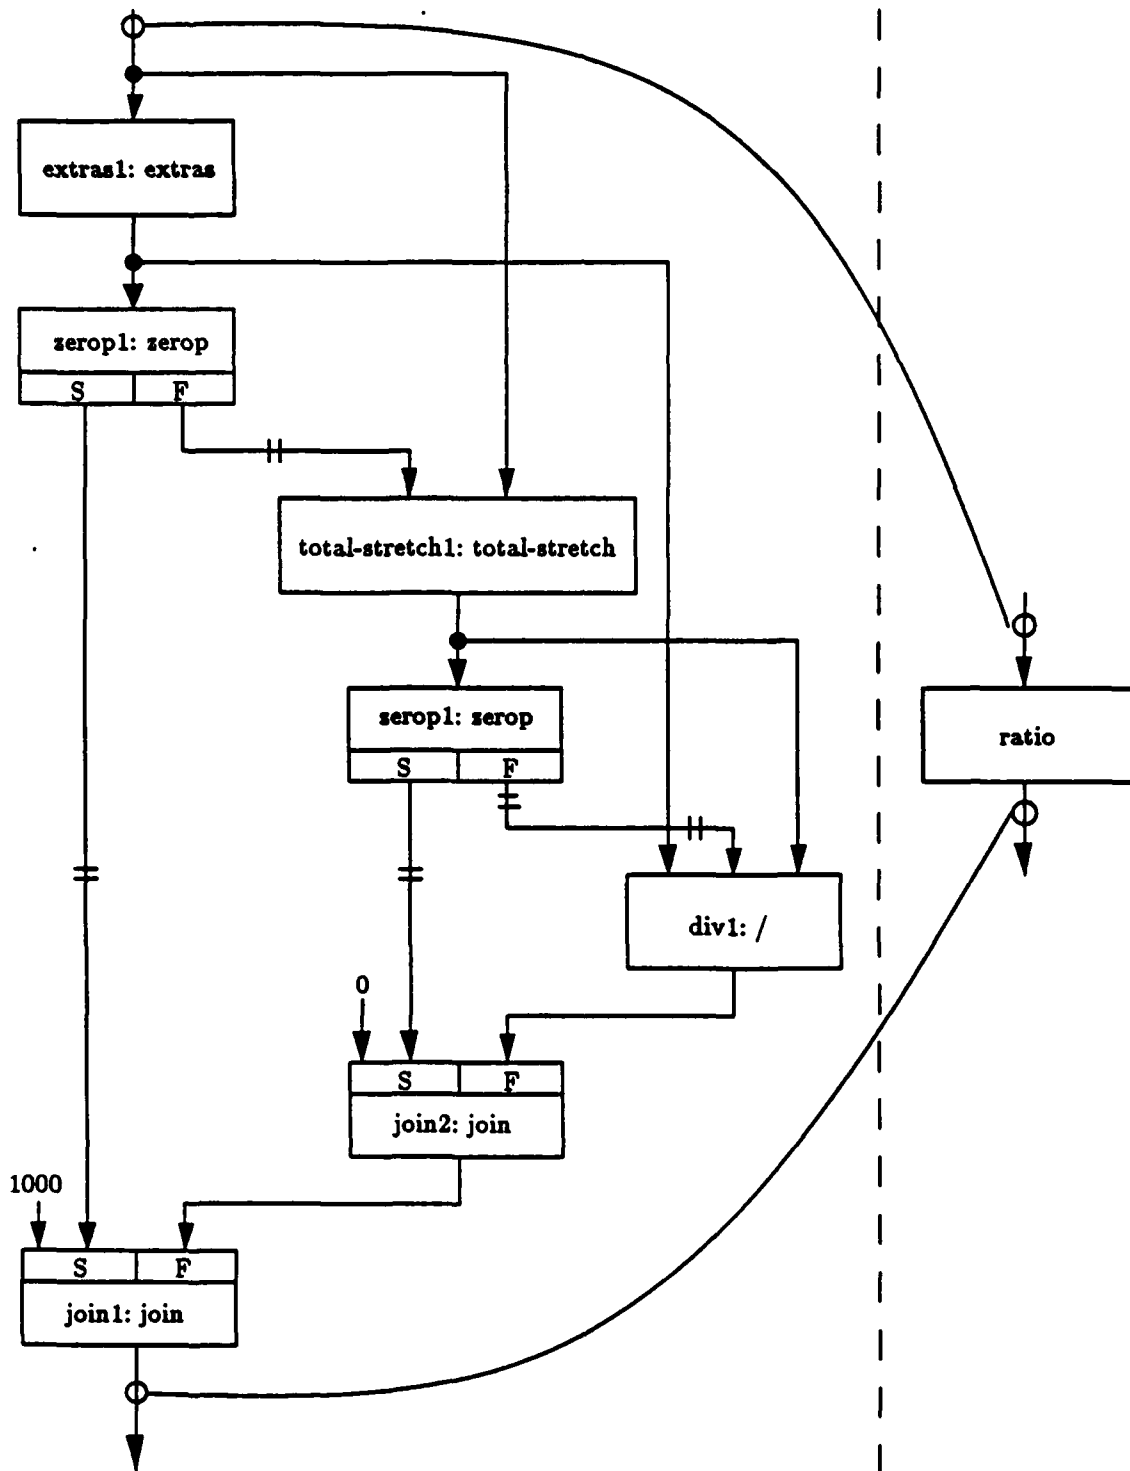 extras1: extras
zerop1: zerop
S F
total-stretch1: total-stretch
zerop1: zerop
S F
ratio
div1: /
0
S F
join2: join
1000
S F
join1: join